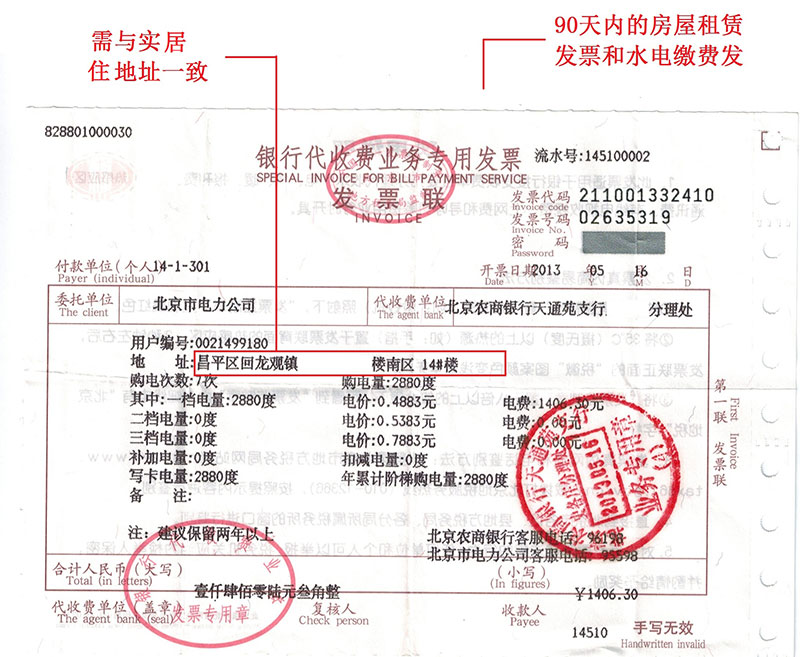 需与实居
住地址一致
90天内的房屋租赁
发票和水电缴费发
828801000030
银行代收费业务专用发票
流水号:145100002
SPECIAL INVOICE FOR BILL PAYMENT SERVICE
发票联
INVOICE
发票代码 211001332410
Invoice code
发票号码 02635319
Invoice No.
密码
Password
付款单位(个人)14-1-301
Payer (individual)
开票日期2013 05 16 日
Date Y M D
委托单位 北京市电力公司 代收费单位 北京农商银行天通苑支行 分理处
The client The agent bank
用户编号:0021499180
地 址:昌平区回龙观镇 楼南区 14#楼
购电次数:7次 购电量:2880度
其中:一档电量:2880度 电价:0.4883元 电费:1406.30元
二档电量:0度 电价:0.5383元 电费:0.00元
三档电量:0度 电价:0.7883元 电费:0.00元
补加电量:0度 扣减电量:0度
写卡电量:2880度 年累计阶梯购电量:2880度
备 注:
第一联 发票联
First Invoice
2013.05.16
业务专用章
注: 建议保留两年以上
北京农商银行客服电话: 96198
北京市电力公司客服电话: 95598
合计人民币(大写) (小写)
Total (in letters) (In figures)
壹仟肆佰零陆元叁角整 ¥1406.30
代收费单位(盖章) 复核人 收款人
The agent bank (seal) Check person Payee
发票专用章
14510 手写无效
Handwritten invalid